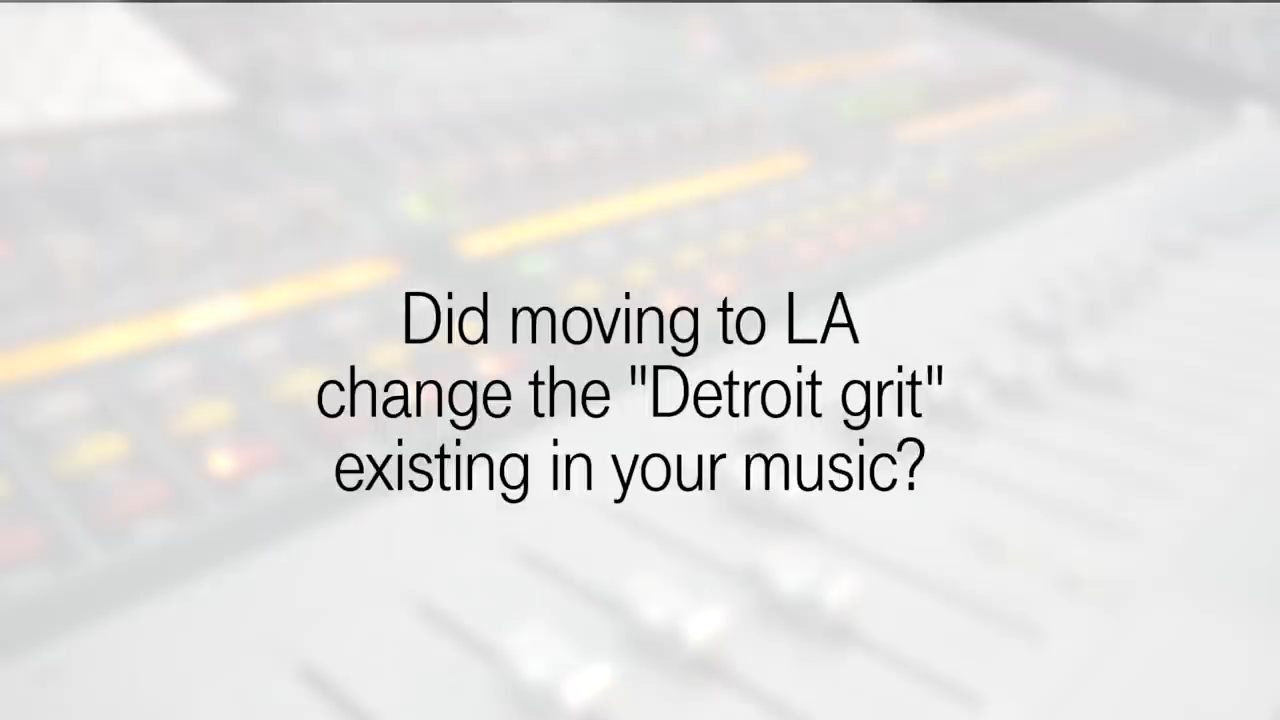 Did moving to LA
change the "Detroit grit"
existing in your music?